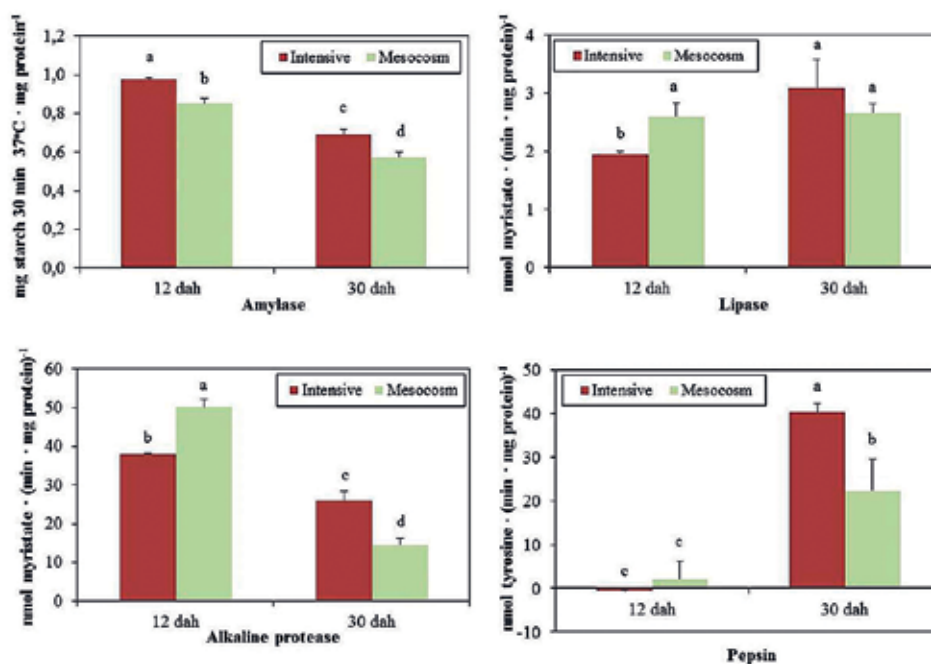 mg starch 30 min 37ºC · mg protein)⁻¹
1,2
1,0
0,8
0,6
0,4
0,2
0,0
Intensive Mesocosm
a
b
c
d
12 dah 30 dah
Amylase
nmol myristate · (min · mg protein)⁻¹
4
3
2
1
0
Intensive Mesocosm
b
a
a
a
12 dah 30 dah
Lipase
nmol myristate · (min · mg protein)⁻¹
60
50
40
30
20
10
0
Intensive Mesocosm
b
a
c
d
12 dah 30 dah
Alkaline protease
nmol tyrosine · (min · mg protein)⁻¹
50
40
30
20
10
0
-10
Intensive Mesocosm
c
c
a
b
12 dah 30 dah
Pepsin